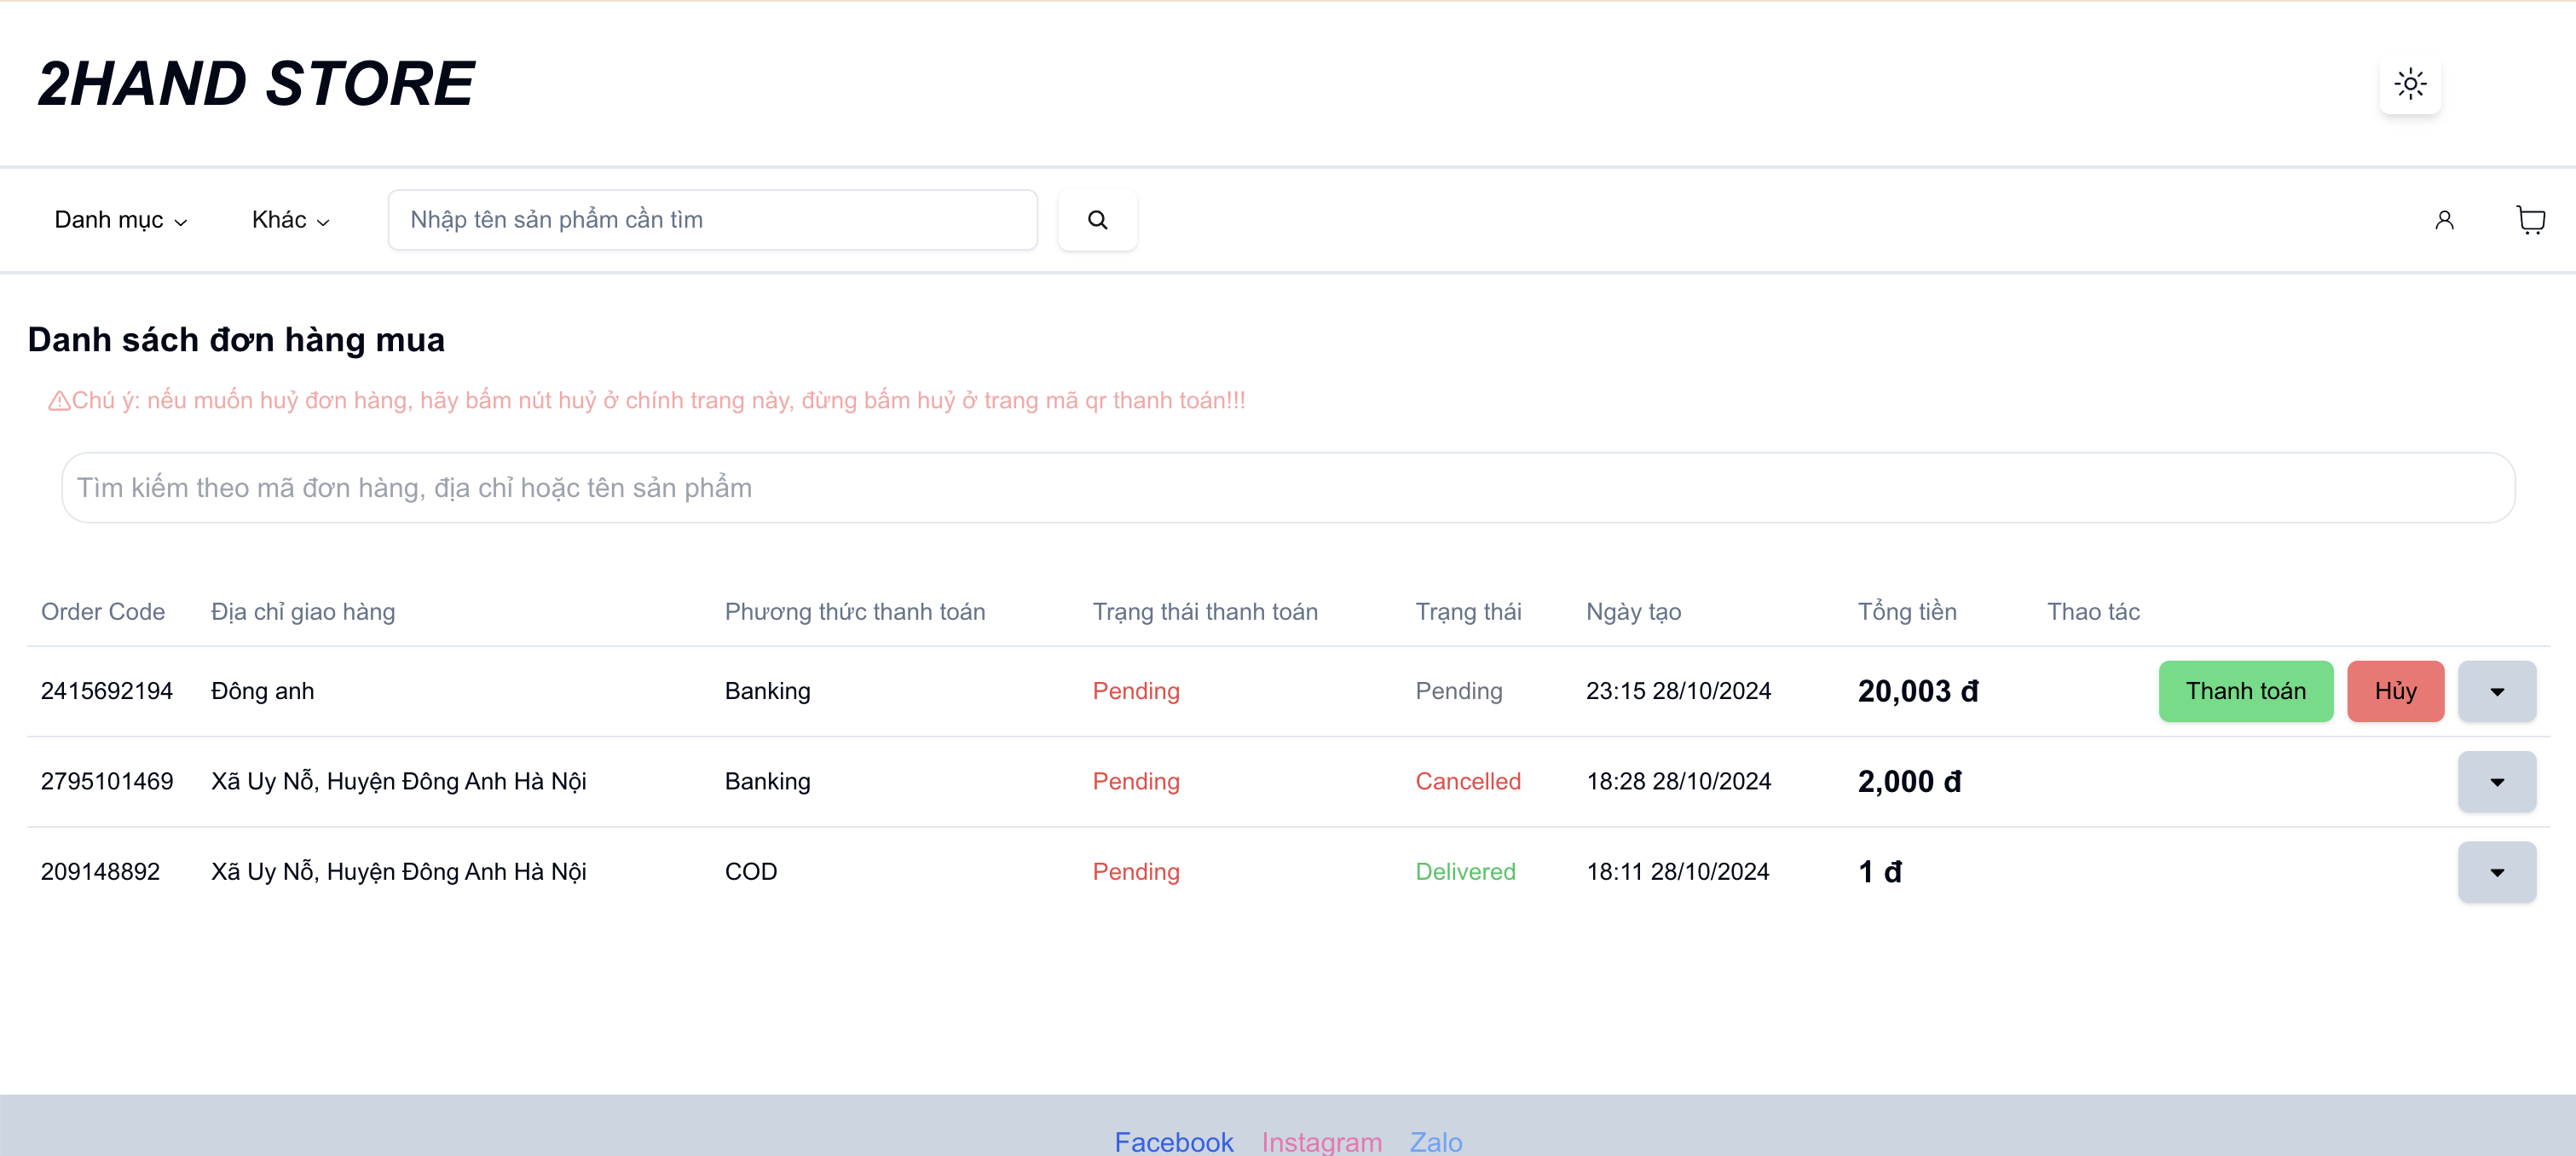 2HAND STORE
Danh mục Khác Nhập tên sản phẩm cần tìm
Danh sách đơn hàng mua
Chú ý: nếu muốn huỷ đơn hàng, hãy bấm nút huỷ ở chính trang này, đừng bấm huỷ ở trang mã qr thanh toán!!!
Tìm kiếm theo mã đơn hàng, địa chỉ hoặc tên sản phẩm
Order Code Địa chỉ giao hàng Phương thức thanh toán Trạng thái thanh toán Trạng thái Ngày tạo Tổng tiền Thao tác
2415692194 Đông anh Banking Pending Pending 23:15 28/10/2024 20,003 đ Thanh toán Hủy
2795101469 Xã Uy Nỗ, Huyện Đông Anh Hà Nội Banking Pending Cancelled 18:28 28/10/2024 2,000 đ
209148892 Xã Uy Nỗ, Huyện Đông Anh Hà Nội COD Pending Delivered 18:11 28/10/2024 1 đ
Facebook Instagram Zalo